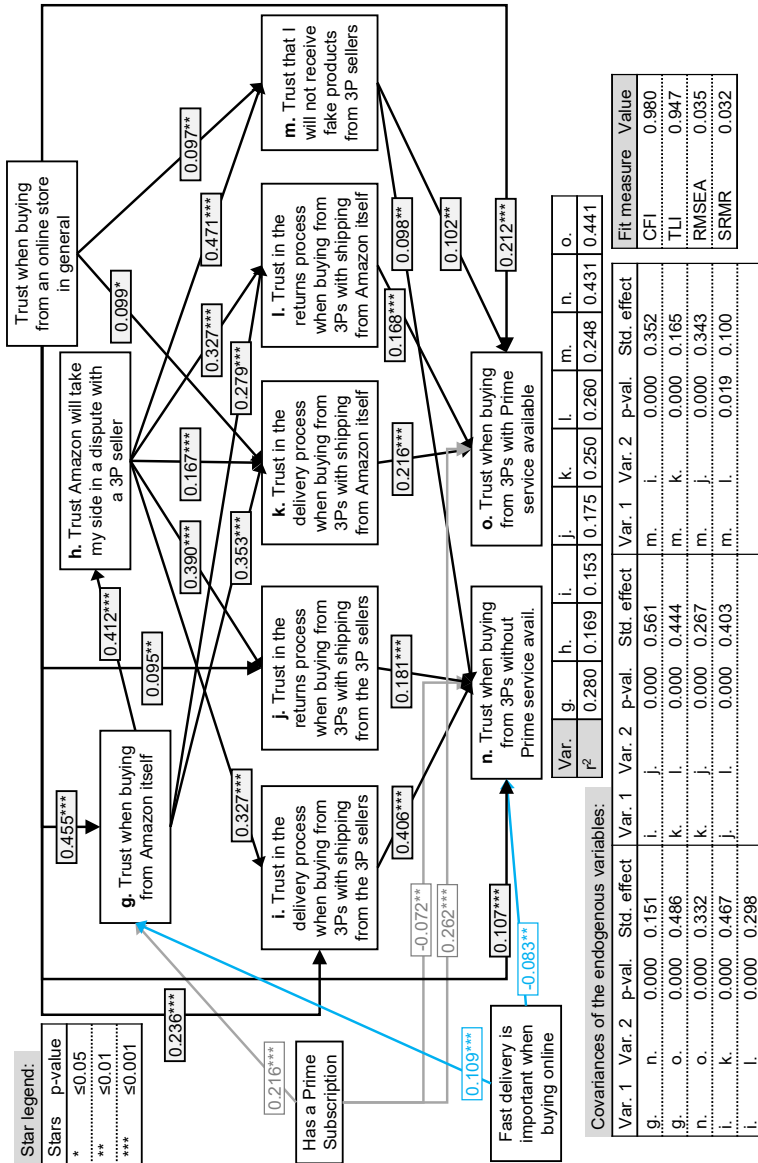 Star legend:
Stars p-value
* ≤0.05
** ≤0.01
*** ≤0.001
Trust when buying
from an online store
in general
h. Trust Amazon will take
my side in a dispute with
a 3P seller
g. Trust when buying
from Amazon itself
Has a Prime
Subscription
Fast delivery is
important when
buying online
i. Trust in the
delivery process
when buying from
3Ps with shipping
from the 3P sellers
j. Trust in the
returns process
when buying from
3Ps with shipping
from the 3P sellers
k. Trust in the
delivery process
when buying from
3Ps with shipping
from Amazon itself
l. Trust in the
returns process
when buying from
3Ps with shipping
from Amazon itself
m. Trust that I
will not receive
fake products
from 3P sellers
n. Trust when buying
from 3Ps without
Prime service avail.
o. Trust when buying
from 3Ps with Prime
service available
0.455***
0.412***
0.095**
0.099*
0.097**
0.471***
0.327***
0.279***
0.167***
0.353***
0.390***
0.327***
0.236***
0.216***
0.109***
-0.072**
0.262***
-0.083**
0.107***
0.406***
0.181***
0.216***
0.168***
0.098**
0.102**
0.212***
Var. g. h. i. j. k. l. m. n. o.
r² 0.280 0.169 0.153 0.175 0.250 0.260 0.248 0.431 0.441
Covariances of the endogenous variables:
Var. 1 Var. 2 p-val. Std. effect Var. 1 Var. 2 p-val. Std. effect Var. 1 Var. 2 p-val. Std. effect
g. n. 0.000 0.151 i. j. 0.000 0.561 m. i. 0.000 0.352
g. o. 0.000 0.486 k. l. 0.000 0.444 m. k. 0.000 0.165
n. o. 0.000 0.332 k. j. 0.000 0.267 m. j. 0.000 0.343
i. k. 0.000 0.467 j. l. 0.000 0.403 m. l. 0.019 0.100
i. l. 0.000 0.298
Fit measure Value
CFI 0.980
TLI 0.947
RMSEA 0.035
SRMR 0.032